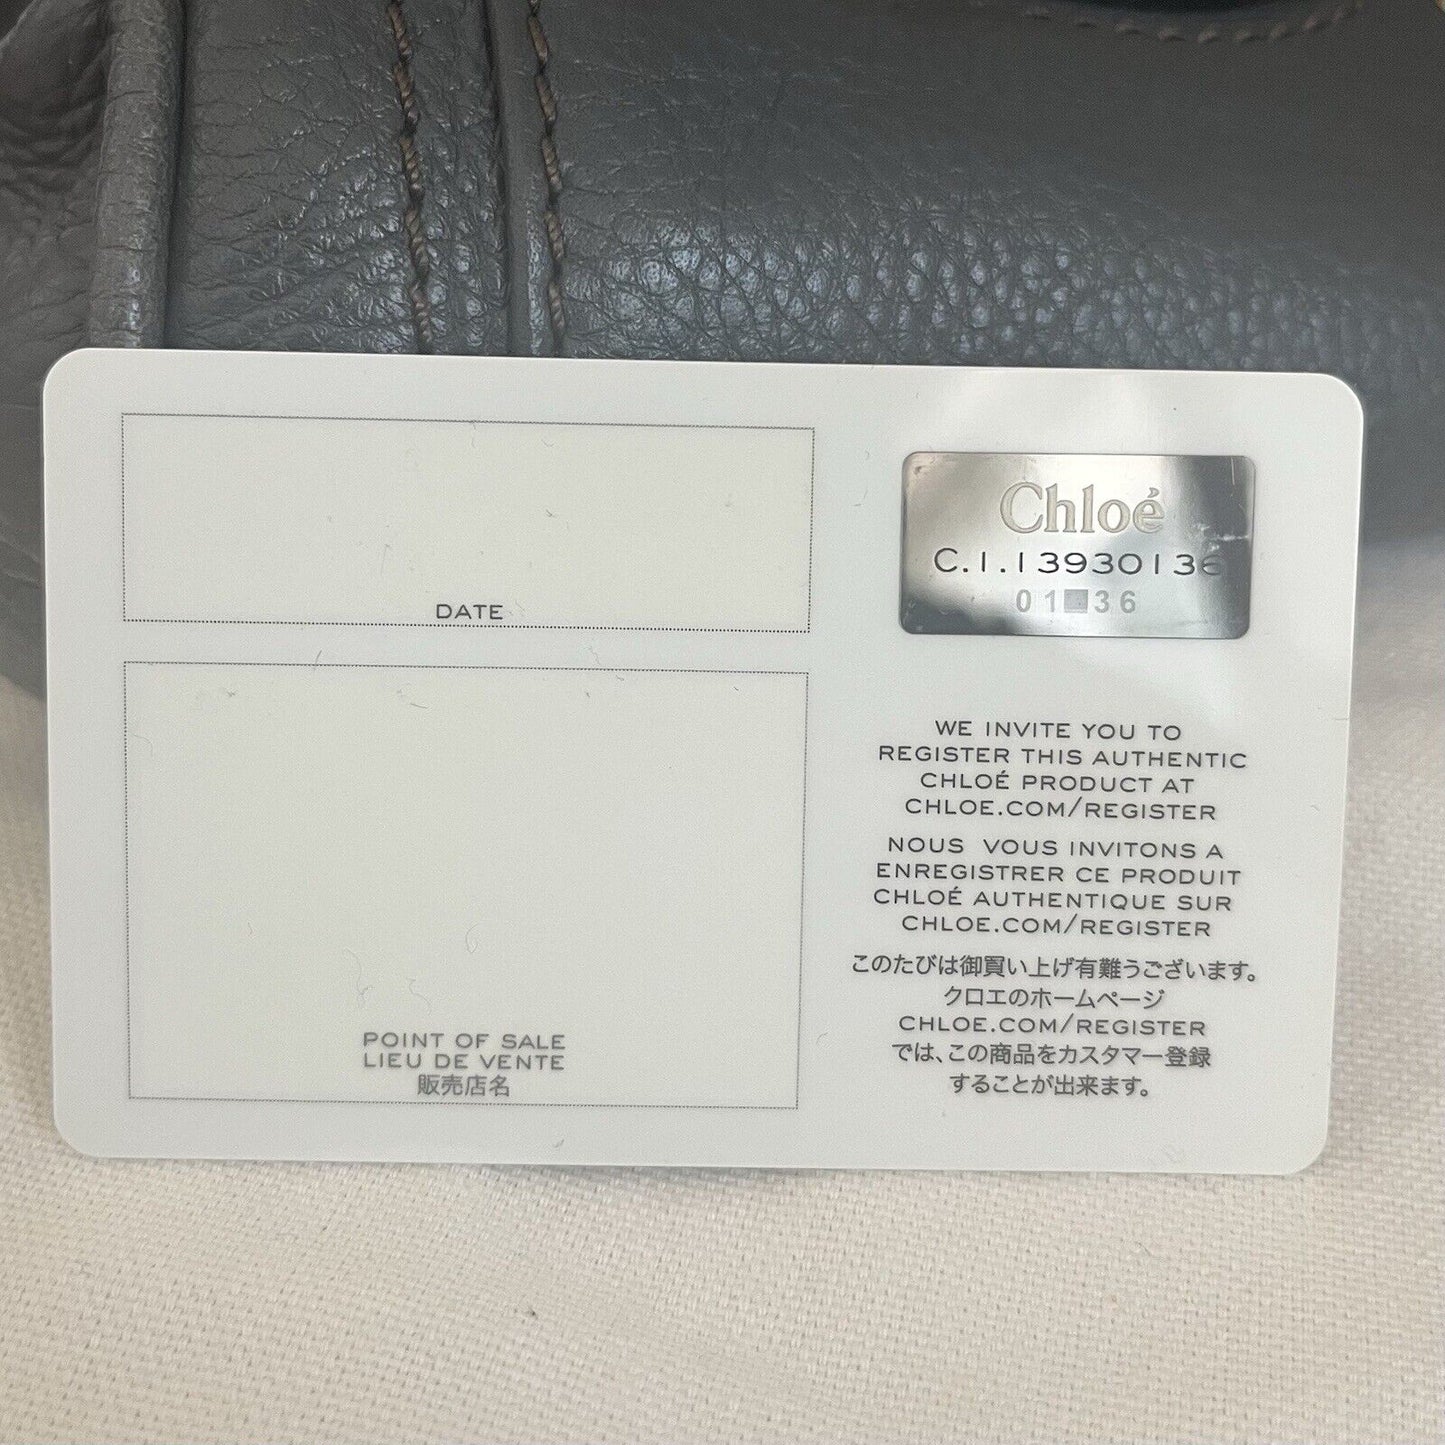 DATE
POINT OF SALE
LIEU DE VENTE
販売店名
Chloé
C.1.13930136
01■36
WE INVITE YOU TO
REGISTER THIS AUTHENTIC
CHLOÉ PRODUCT AT
CHLOE.COM/REGISTER
NOUS VOUS INVITONS A
ENREGISTRER CE PRODUIT
CHLOÉ AUTHENTIQUE SUR
CHLOE.COM/REGISTER
このたびは御買い上げ有難うございます。
クロエのホームページ
CHLOE.COM/REGISTER
では、この商品をカスタマー登録
することが出来ます。